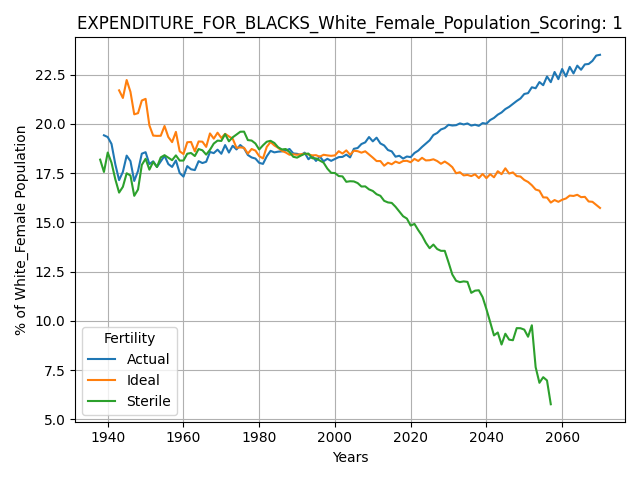 EXPENDITURE_FOR_BLACKS_White_Female_Population_Scoring: 1
% of White_Female Population
22.5
20.0
17.5
15.0
12.5
10.0
7.5
5.0
Fertility
Actual
Ideal
Sterile
1940 1960 1980 2000 2020 2040 2060
Years